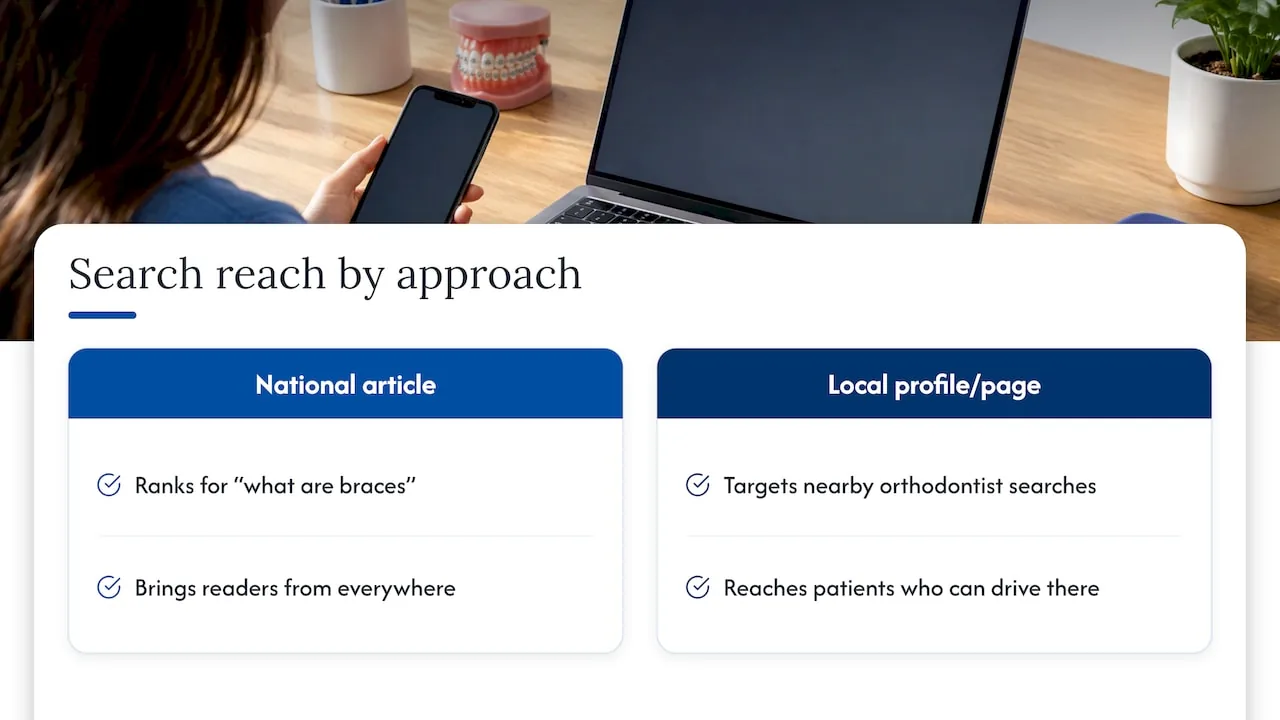 Search reach by approach
National article
Ranks for “what are braces”
Brings readers from everywhere
Local profile/page
Targets nearby orthodontist searches
Reaches patients who can drive there